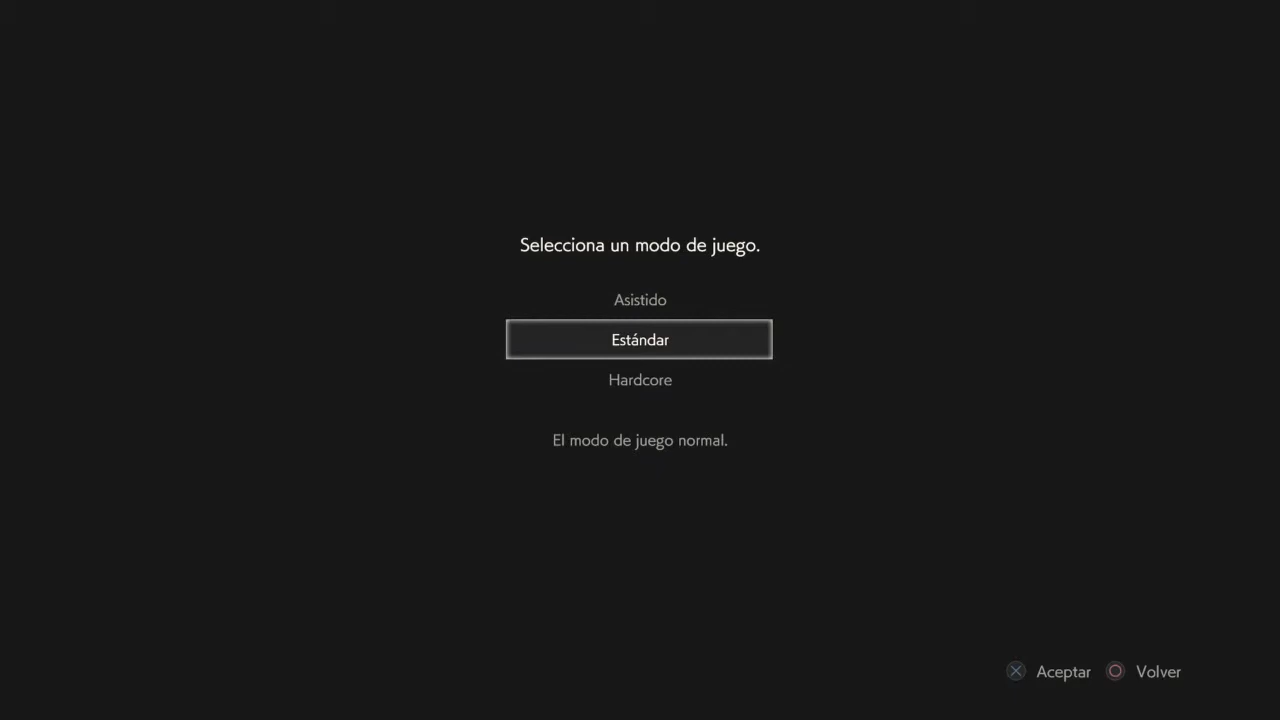 Selecciona un modo de juego.
Asistido
Estándar
Hardcore
El modo de juego normal.
Aceptar Volver